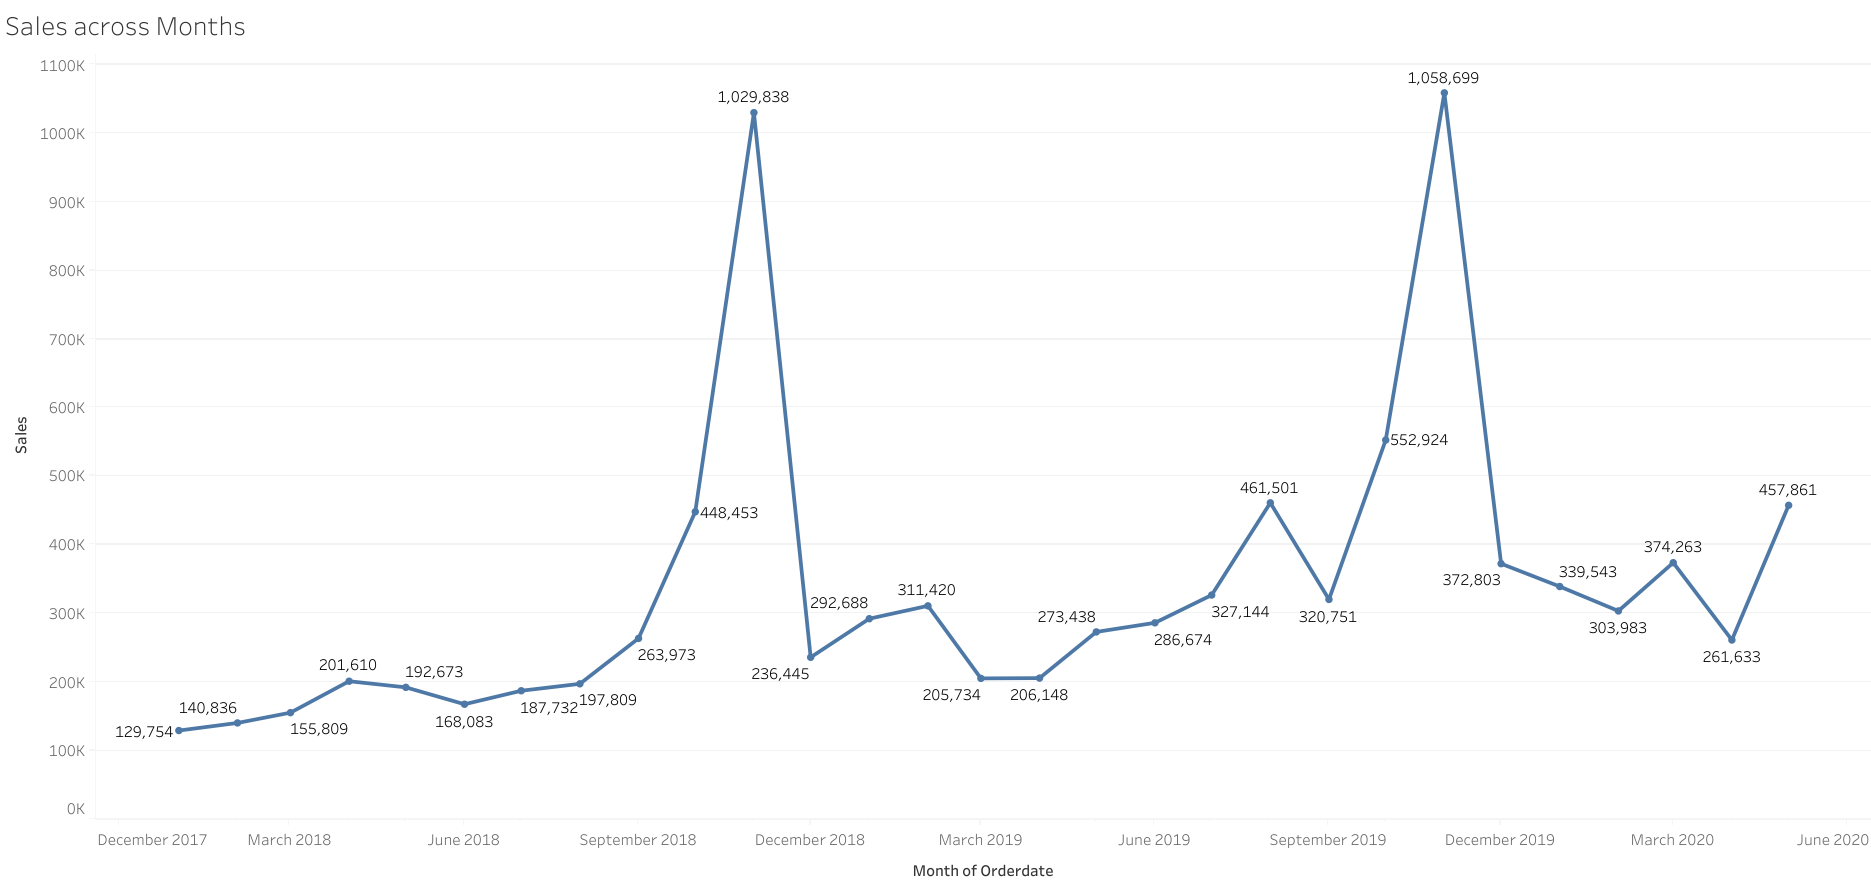 Sales across Months
1100K
1000K
900K
800K
700K
600K
500K
400K
300K
200K
100K
0K
Sales
129,754
140,836
155,809
201,610
192,673
168,083
187,732
197,809
263,973
448,453
1,029,838
236,445
292,688
311,420
205,734
206,148
273,438
286,674
327,144
461,501
320,751
552,924
1,058,699
372,803
339,543
303,983
374,263
261,633
457,861
December 2017 March 2018 June 2018 September 2018 December 2018 March 2019 June 2019 September 2019 December 2019 March 2020 June 2020
Month of Orderdate